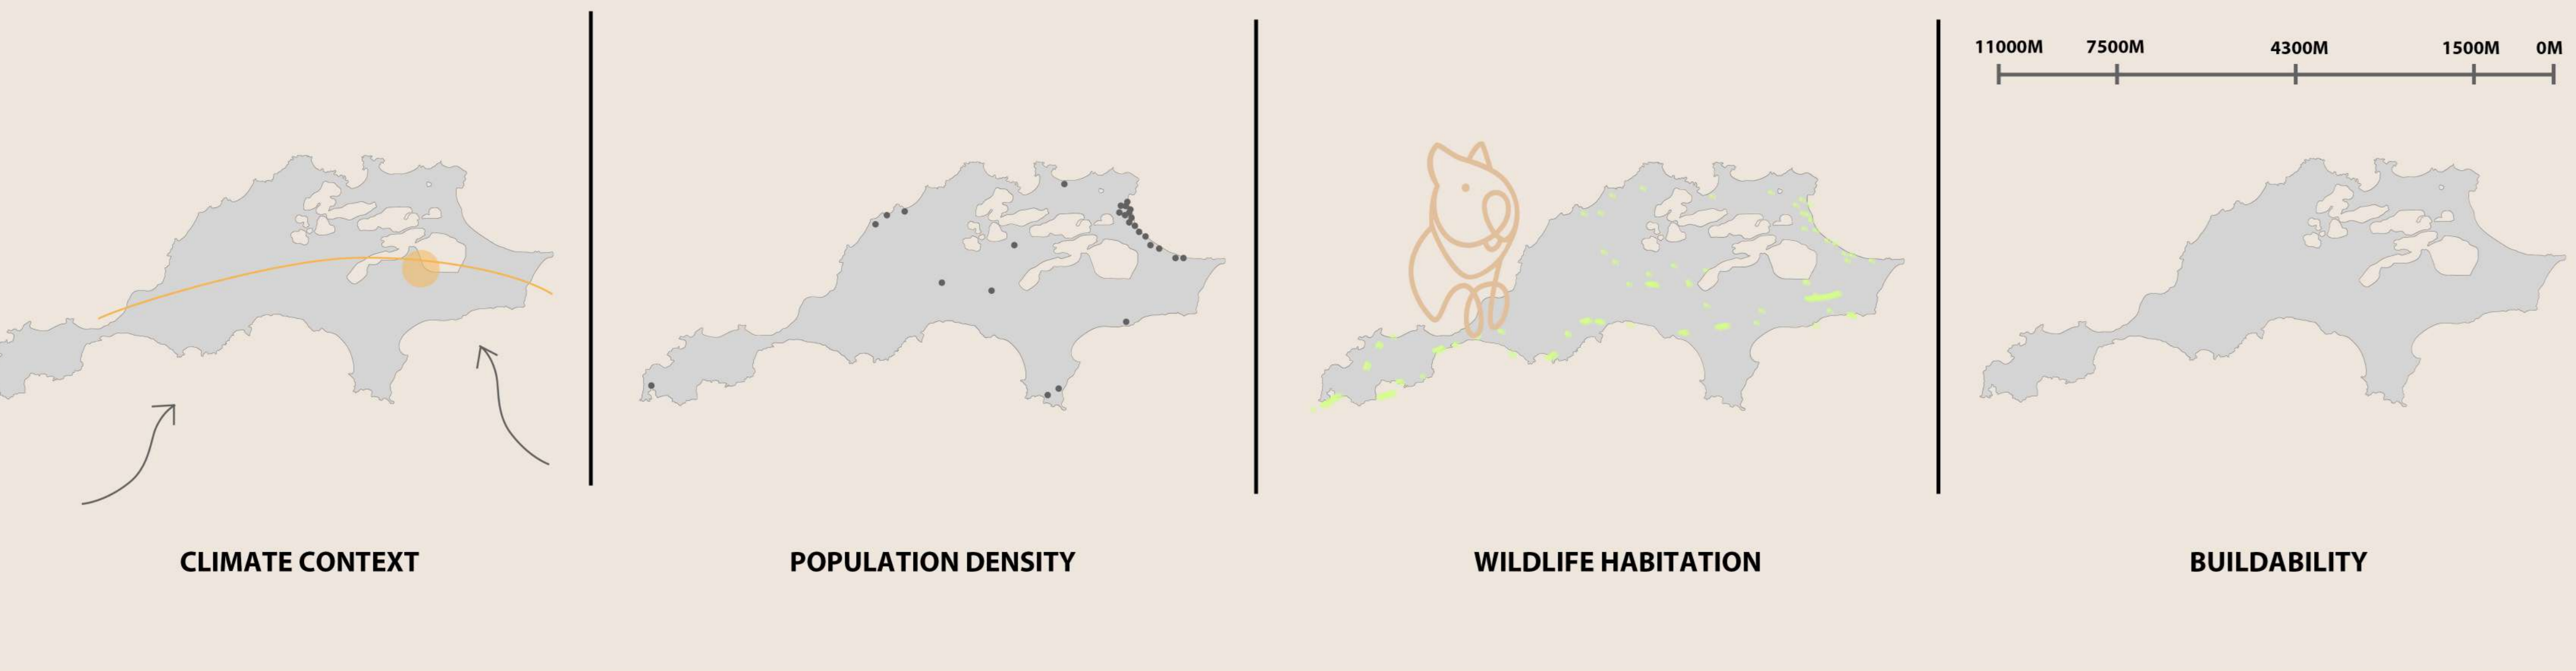 11000M 7500M 4300M 1500M 0M
CLIMATE CONTEXT
POPULATION DENSITY
WILDLIFE HABITATION
BUILDABILITY